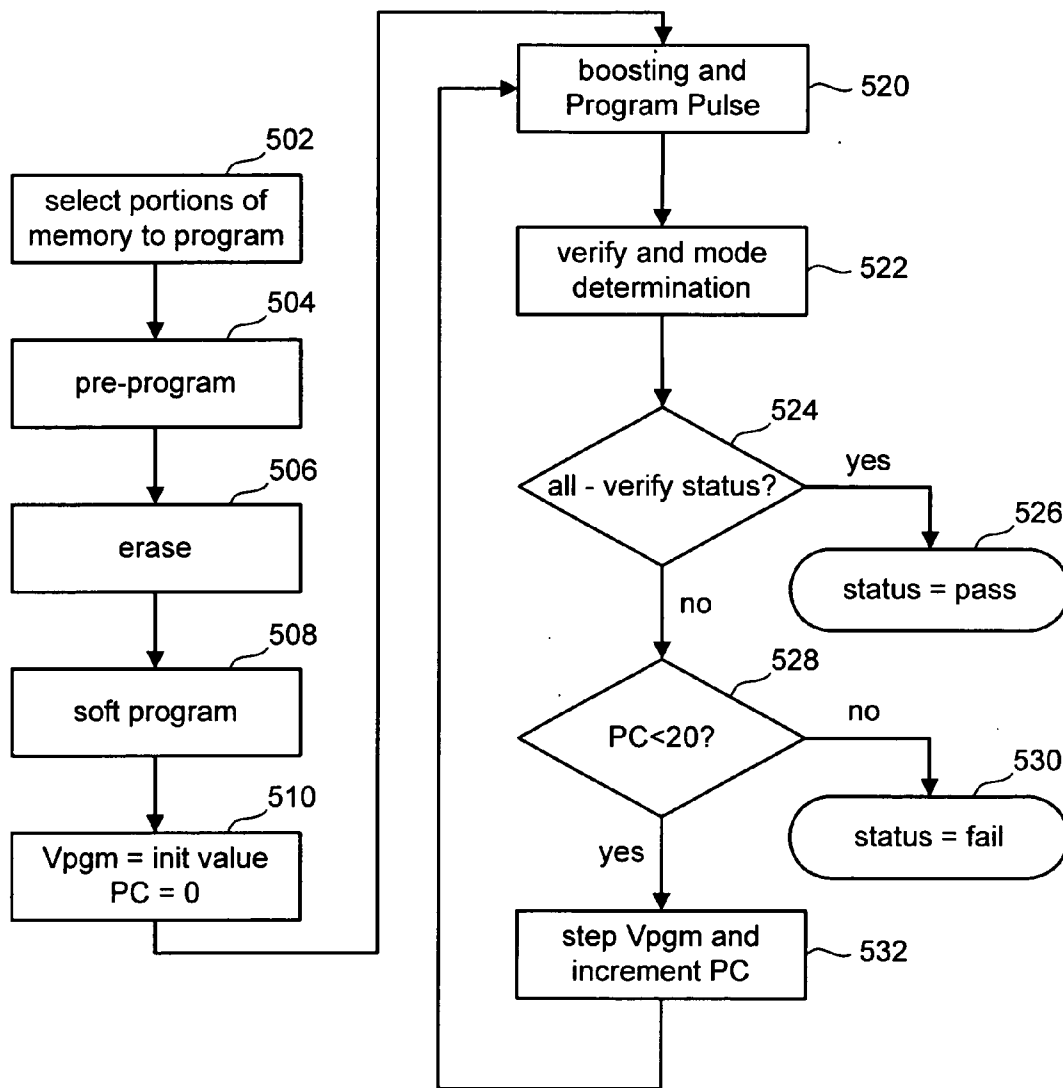 502
select portions of
memory to program
504
pre-program
506
erase
508
soft program
510
Vpgm = init value
PC = 0
boosting and
Program Pulse
520
verify and mode
determination
522
524
all - verify status?
yes
526
status = pass
no
528
PC<20?
no
530
status = fail
yes
step Vpgm and
increment PC
532